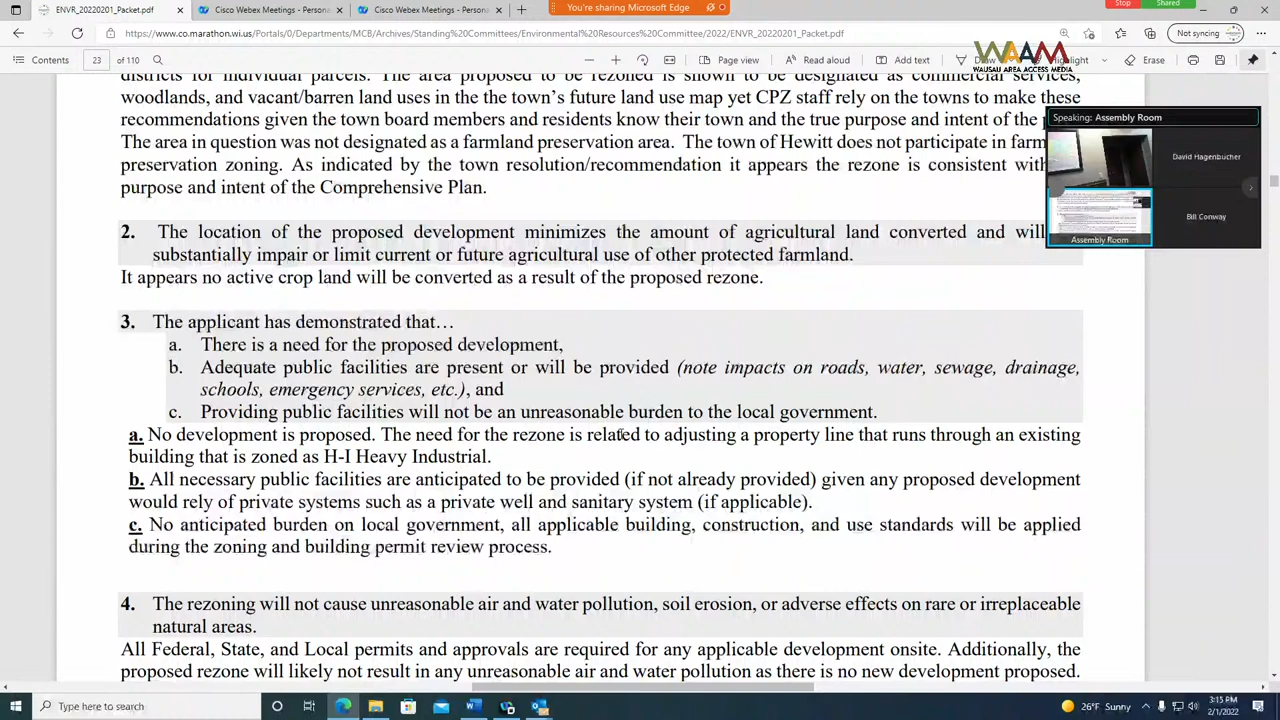 ENVR_20220201_Packet.pdf
Cisco Webex Meetings - Persona
Cisco Webex Meetings - Persona
You're sharing Microsoft Edge
Stop
Share
https://www.co.marathon.wi.us/Portals/0/Departments/MCB/Archives/Standing%20Committees/Environmental%20Resources%20Committee/2022/ENVR_20220201_Packet.pdf
Not syncing
WAAM
WAUSAU AREA ACCESS MEDIA
Contents
23
of 110
Page view
Read aloud
Add text
Draw
Highlight
Erase
districts for individual. The area proposed to be rezoned is shown to be designated as commercial services,
woodlands, and vacant/barren land uses in the the town's future land use map yet CPZ staff rely on the towns to make these
recommendations given the town board members and residents know their town and the true purpose and intent of the
The area in question was not designated as a farmland preservation area. The town of Hewitt does not participate in farm
preservation zoning. As indicated by the town resolution/recommendation it appears the rezone is consistent with
purpose and intent of the Comprehensive Plan.
2. The location of the proposed development minimizes the amount of agricultural land converted and will
substantially impair or limit current or future agricultural use of other protected farmland.
It appears no active crop land will be converted as a result of the proposed rezone.
3. The applicant has demonstrated that…
a. There is a need for the proposed development,
b. Adequate public facilities are present or will be provided (note impacts on roads, water, sewage, drainage,
schools, emergency services, etc.), and
c. Providing public facilities will not be an unreasonable burden to the local government.
a. No development is proposed. The need for the rezone is related to adjusting a property line that runs through an existing
building that is zoned as H-I Heavy Industrial.
b. All necessary public facilities are anticipated to be provided (if not already provided) given any proposed development
would rely of private systems such as a private well and sanitary system (if applicable).
c. No anticipated burden on local government, all applicable building, construction, and use standards will be applied
during the zoning and building permit review process.
4. The rezoning will not cause unreasonable air and water pollution, soil erosion, or adverse effects on rare or irreplaceable
natural areas.
All Federal, State, and Local permits and approvals are required for any applicable development onsite. Additionally, the
proposed rezone will likely not result in any unreasonable air and water pollution as there is no new development proposed.
Speaking: Assembly Room
David Hagenbucher
Bill Conway
Assembly Room
Type here to search
26°F Sunny
3:15 PM
2/1/2022